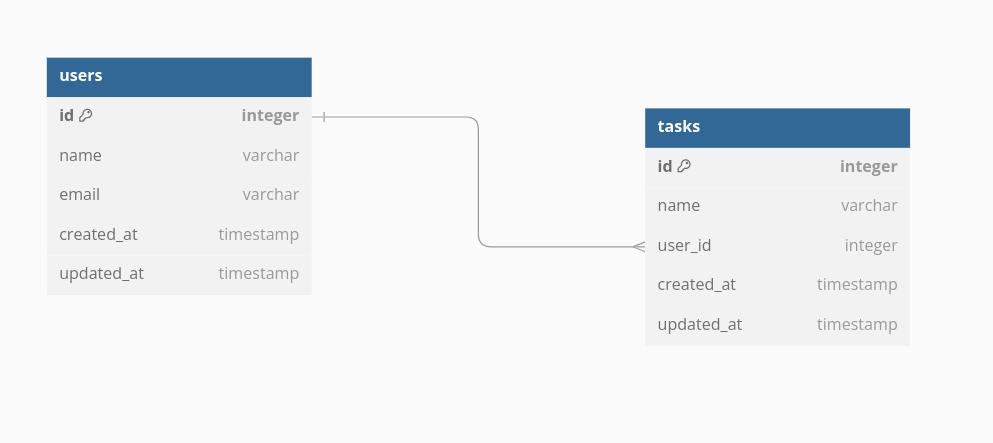 users
id integer
name varchar
email varchar
created_at timestamp
updated_at timestamp
tasks
id integer
name varchar
user_id integer
created_at timestamp
updated_at timestamp